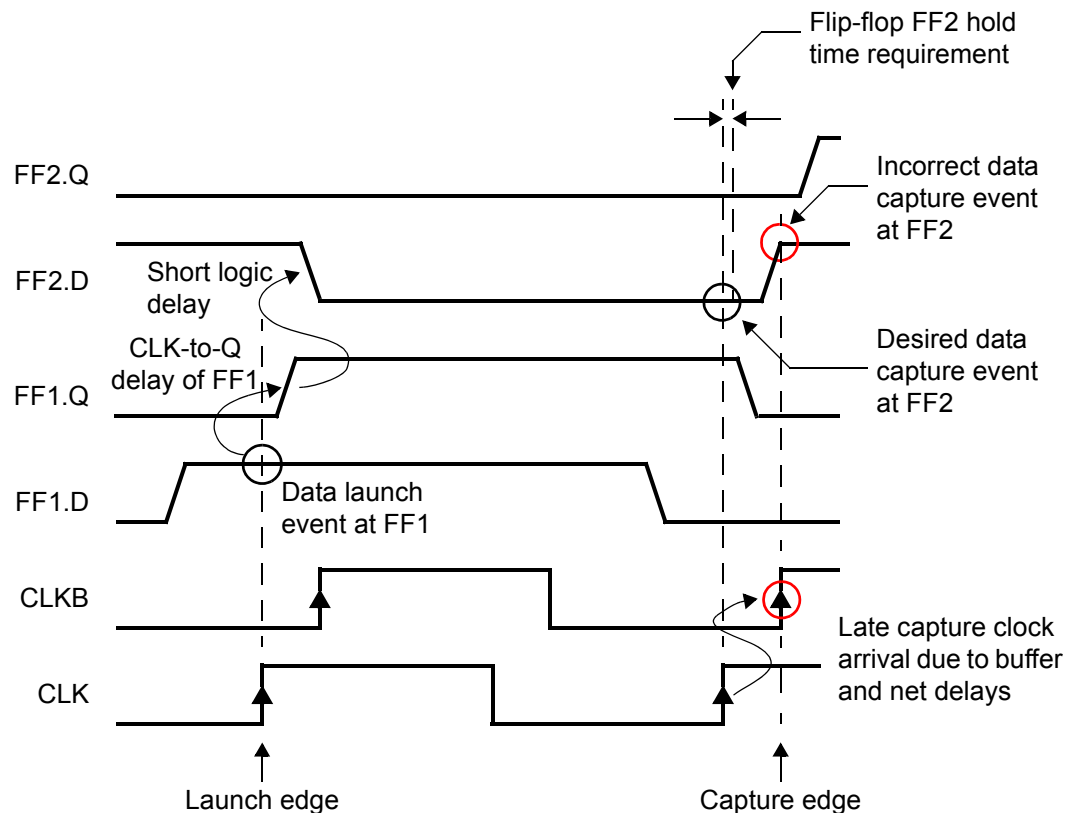 Flip-flop FF2 hold
time requirement
FF2.Q
Incorrect data
capture event
at FF2
FF2.D
Short logic
delay
CLK-to-Q
delay of FF1
Desired data
capture event
at FF2
FF1.Q
FF1.D
Data launch
event at FF1
CLKB
Late capture clock
arrival due to buffer
and net delays
CLK
Launch edge
Capture edge